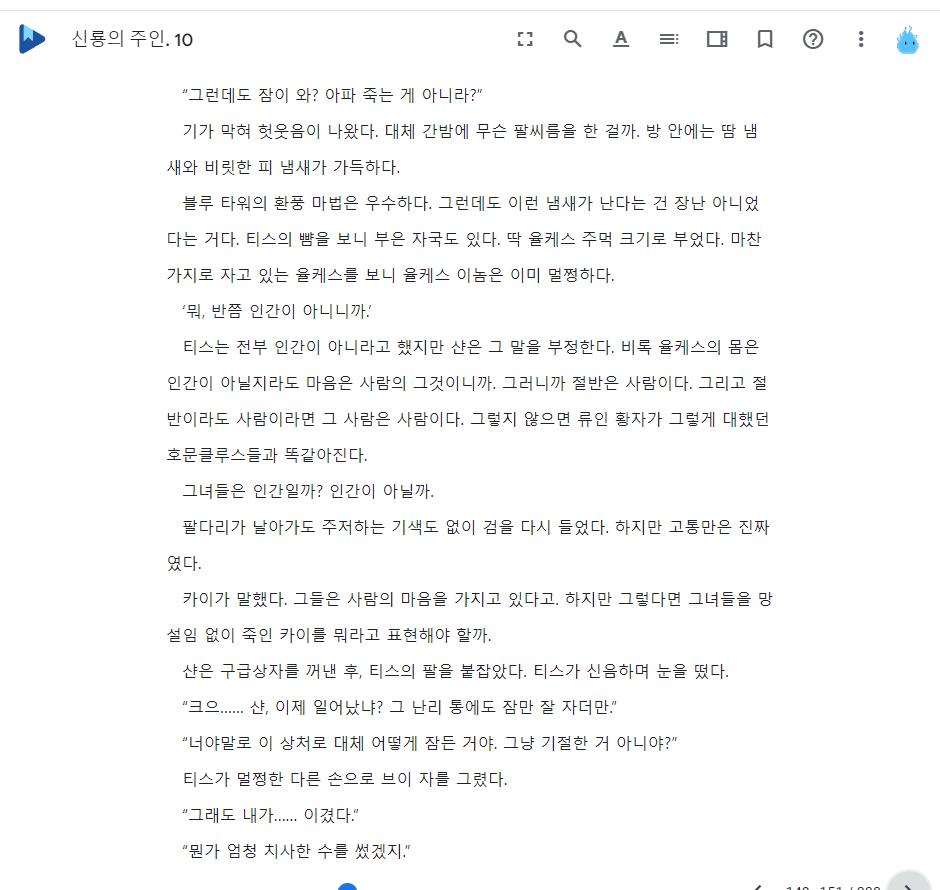 신룡의 주인. 10
“그런데도 잠이 와? 아파 죽는 게 아니라?”
기가 막혀 헛웃음이 나왔다. 대체 간밤에 무슨 팔씨름을 한 걸까. 방 안에는 땀 냄
새와 비릿한 피 냄새가 가득하다.
블루 타워의 환풍 마법은 우수하다. 그런데도 이런 냄새가 난다는 건 장난 아니었
다는 거다. 티스의 뺨을 보니 부은 자국도 있다. 딱 율케스 주먹 크기로 부었다. 마찬
가지로 자고 있는 율케스를 보니 율케스 이놈은 이미 멀쩡하다.
‘뭐, 반쯤 인간이 아니니까.’
티스는 전부 인간이 아니라고 했지만 샨은 그 말을 부정한다. 비록 율케스의 몸은
인간이 아닐지라도 마음은 사람의 그것이니까. 그러니까 절반은 사람이다. 그리고 절
반이라도 사람이라면 그 사람은 사람이다. 그렇지 않으면 류인 황자가 그렇게 대했던
호문클루스들과 똑같아진다.
그녀들은 인간일까? 인간이 아닐까.
팔다리가 날아가도 주저하는 기색도 없이 검을 다시 들었다. 하지만 고통만은 진짜
였다.
카이가 말했다. 그들은 사람의 마음을 가지고 있다고. 하지만 그렇다면 그녀들을 망
설임 없이 죽인 카이를 뭐라고 표현해야 할까.
샨은 구급상자를 꺼낸 후, 티스의 팔을 붙잡았다. 티스가 신음하며 눈을 떴다.
“크으...... 샨, 이제 일어났냐? 그 난리 통에도 잠만 잘 자더만.”
“너야말로 이 상처로 대체 어떻게 잠든 거야. 그냥 기절한 거 아니야?”
티스가 멀쩡한 다른 손으로 브이 자를 그렸다.
“그래도 내가...... 이겼다.”
“뭔가 엄청 치사한 수를 썼겠지.”